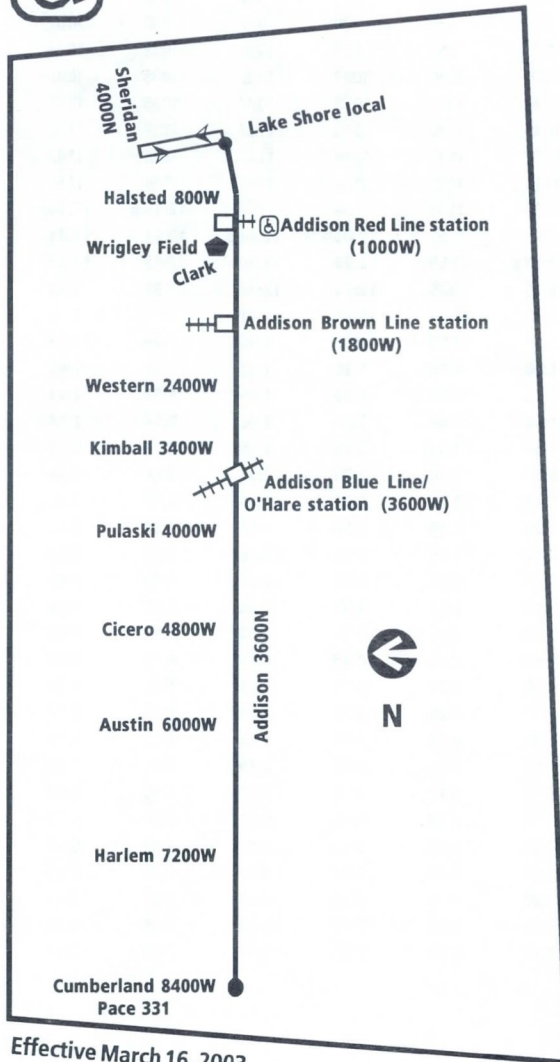 Sheridan
4000N
Lake Shore local
Halsted 800W
Addison Red Line station
(1000W)
Wrigley Field
Clark
Addison Brown Line station
(1800W)
Western 2400W
Kimball 3400W
Addison Blue Line/
O'Hare station (3600W)
Pulaski 4000W
Cicero 4800W
Addison 3600N
Austin 6000W
N
Harlem 7200W
Cumberland 8400W
Pace 331
Effective March 16, 2003